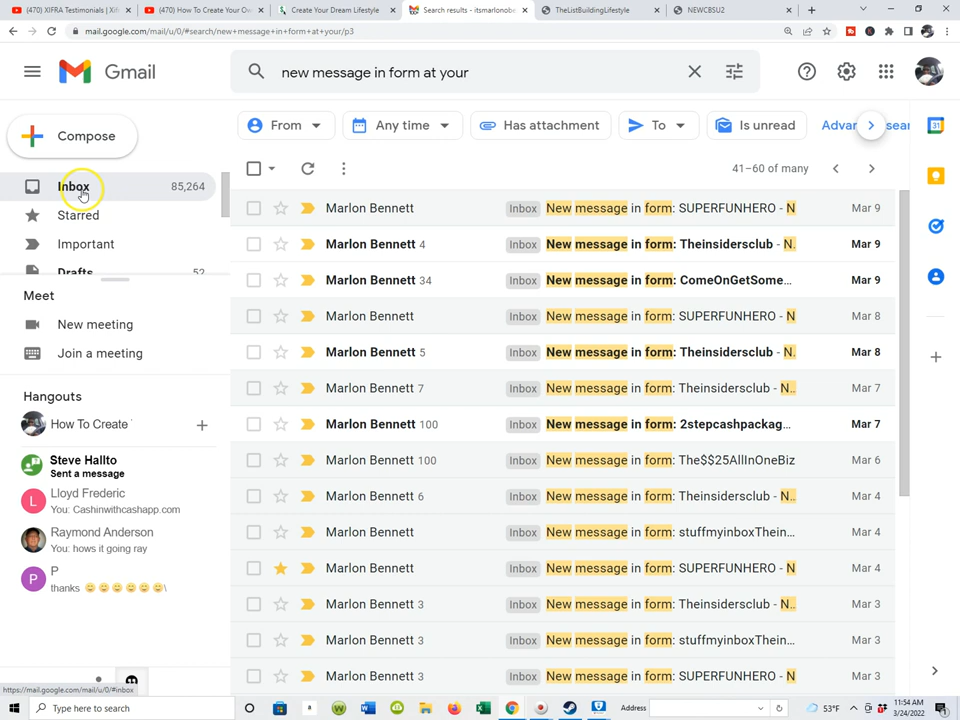 (470) XIFRA Testimonials | Xif
(470) How To Create Your Ow
Create Your Dream Lifestyle
Search results - itsmarlonobe
TheListBuildingLifestyle
NEWCBSU2
mail.google.com/mail/u/0/#search/new+message+in+form+at+your/p3
Gmail
new message in form at your
Compose
From
Any time
Has attachment
To
Is unread
Advar
sear
41–60 of many
Inbox 85,264
Starred
Important
Drafts 52
Meet
New meeting
Join a meeting
Hangouts
How To Create
Steve Hallto
Sent a message
Lloyd Frederic
You: Cashinwithcashapp.com
Raymond Anderson
You: hows it going ray
P
P
thanks 😊😊😊😊😊😊\
L
Marlon Bennett Inbox New message in form: SUPERFUNHERO - N Mar 9
Marlon Bennett 4 Inbox New message in form: Theinsidersclub - N. Mar 9
Marlon Bennett 34 Inbox New message in form: ComeOnGetSome... Mar 9
Marlon Bennett Inbox New message in form: SUPERFUNHERO - N Mar 8
Marlon Bennett 5 Inbox New message in form: Theinsidersclub - N. Mar 8
Marlon Bennett 7 Inbox New message in form: Theinsidersclub - N.. Mar 7
Marlon Bennett 100 Inbox New message in form: 2stepcashpackag... Mar 7
Marlon Bennett 100 Inbox New message in form: The$$25AllInOneBiz Mar 6
Marlon Bennett 6 Inbox New message in form: Theinsidersclub - N.. Mar 4
Marlon Bennett Inbox New message in form: stuffmyinboxThein... Mar 4
Marlon Bennett Inbox New message in form: SUPERFUNHERO - N Mar 4
Marlon Bennett 3 Inbox New message in form: Theinsidersclub - N.. Mar 3
Marlon Bennett 3 Inbox New message in form: stuffmyinboxThein... Mar 3
Marlon Bennett Inbox New message in form: SUPERFUNHERO - N Mar 3
https://mail.google.com/mail/u/0/#inbox
Type here to search
Address
53°F
11:54 AM
3/24/2022